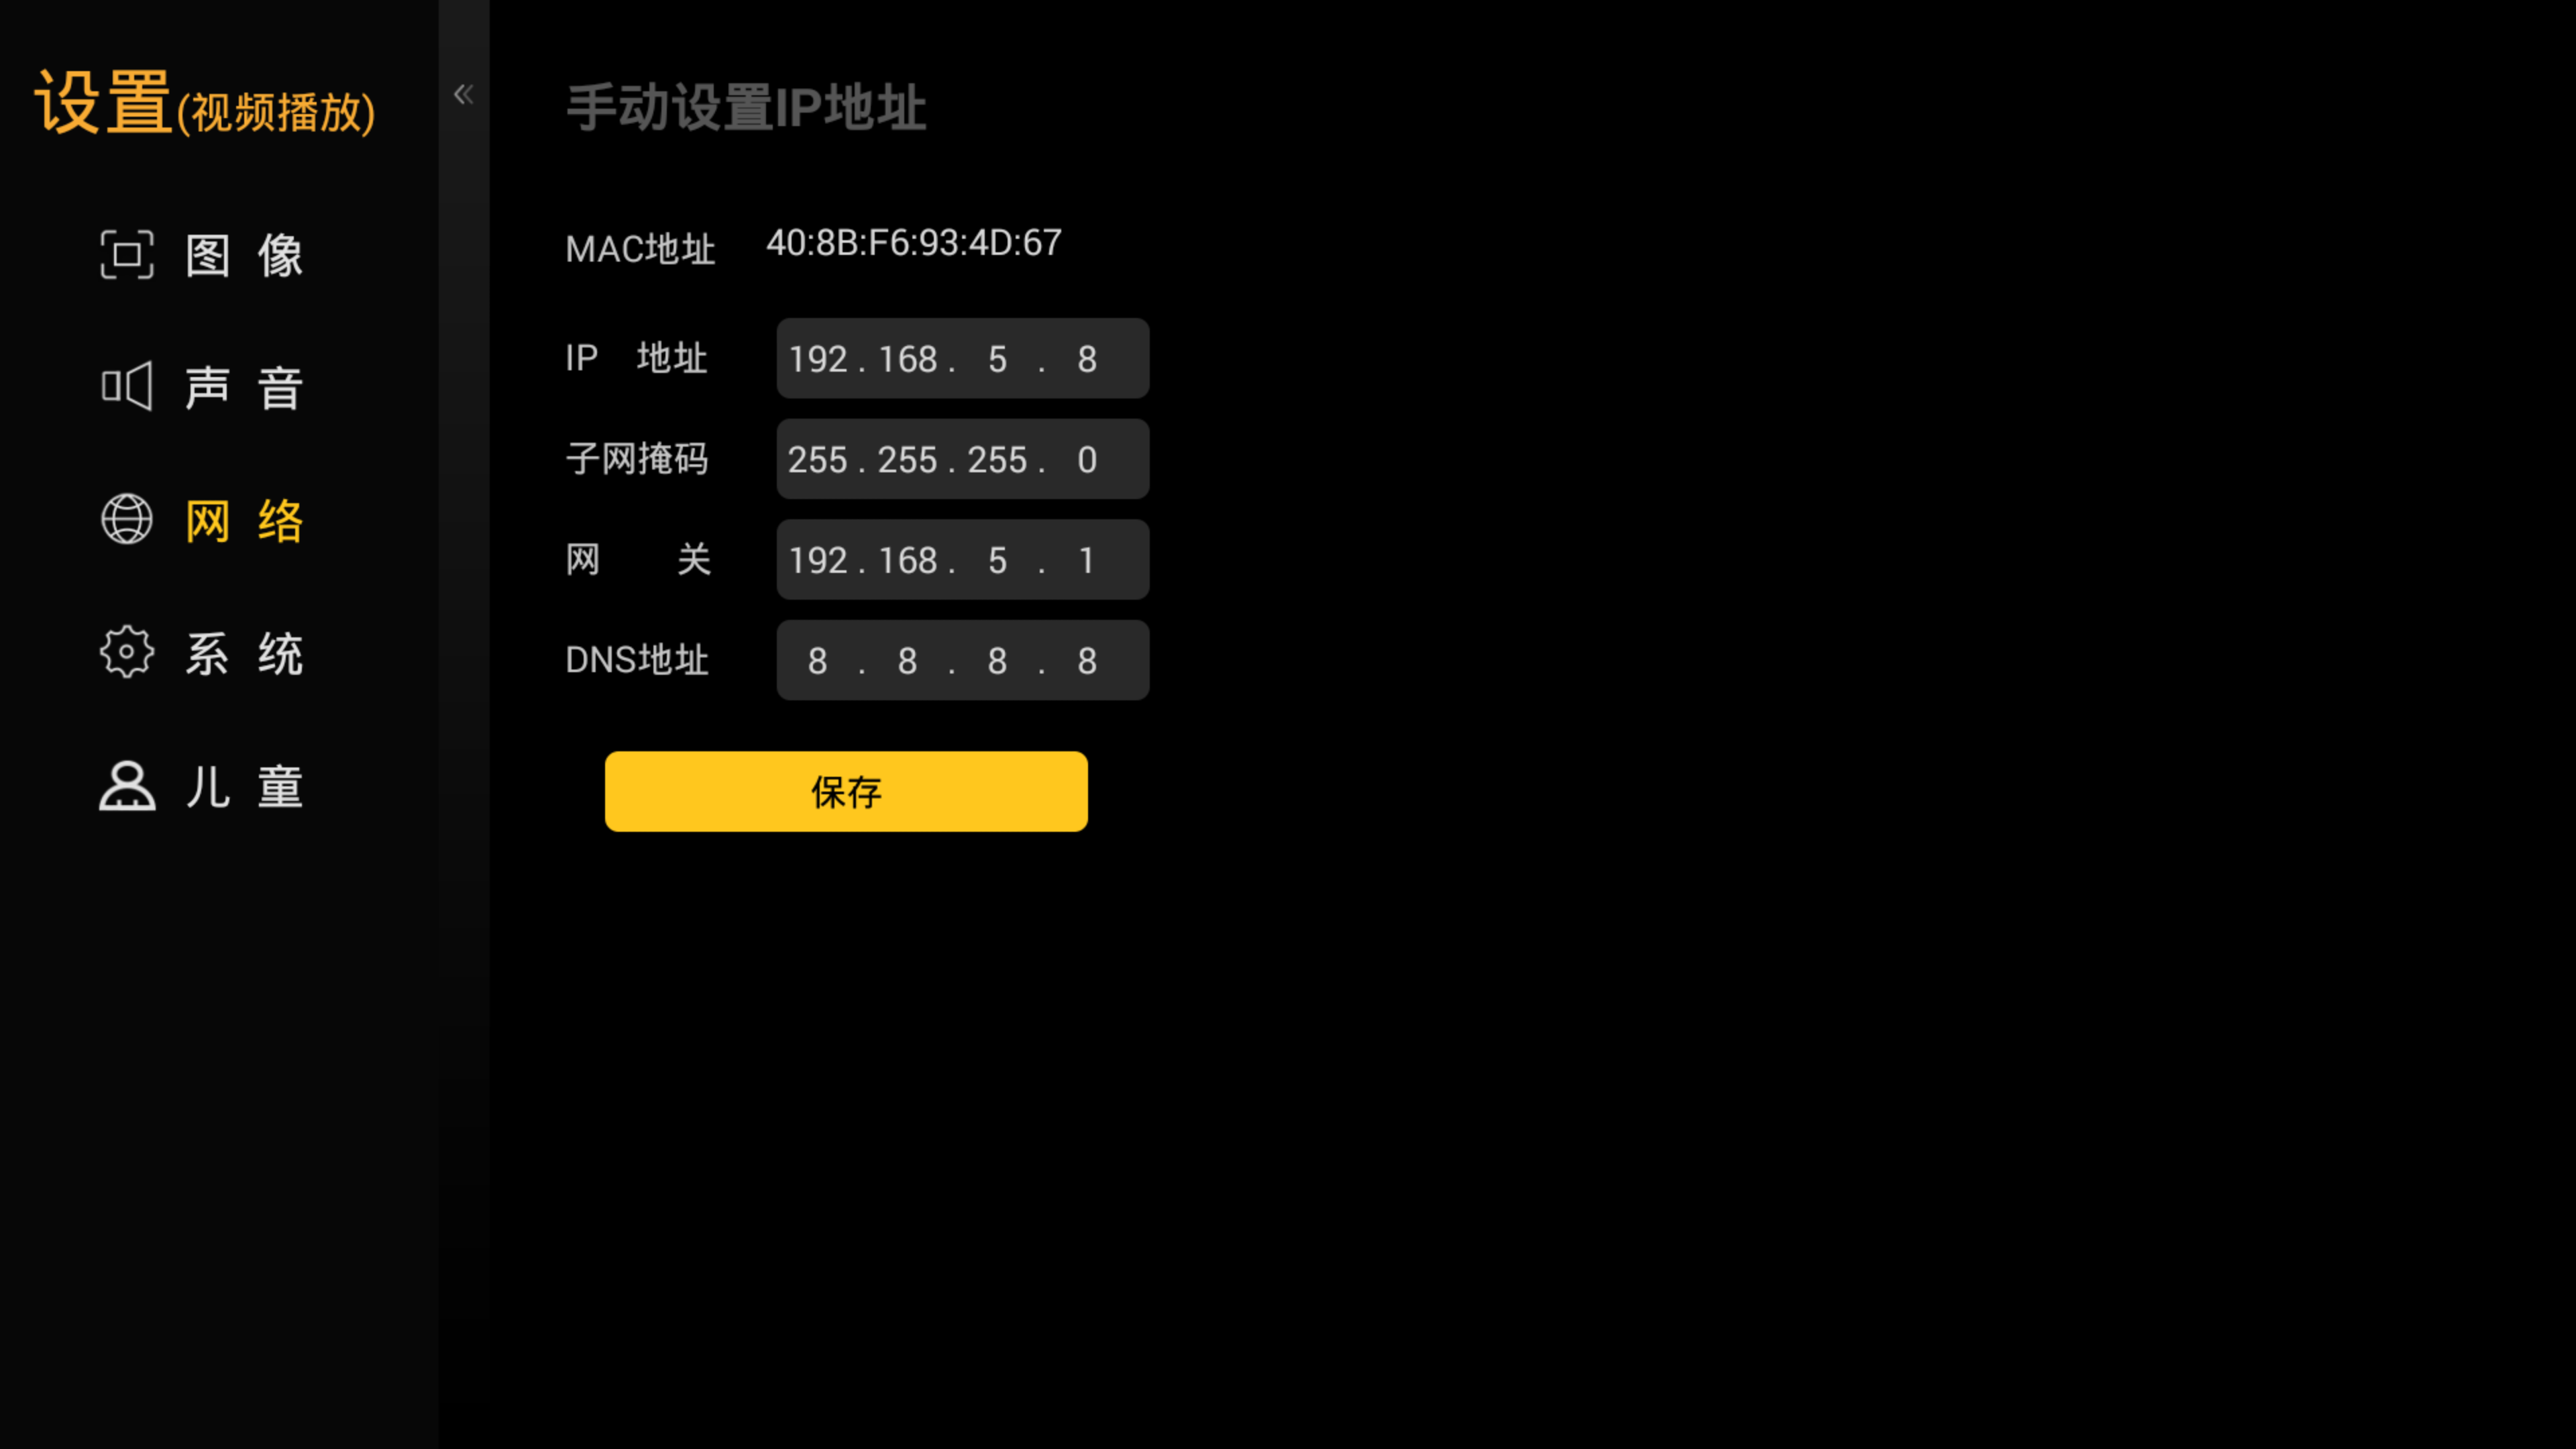 设置(视频播放)
«
图 像
声 音
网 络
系 统
儿 童
手动设置IP地址
MAC地址 40:8B:F6:93:4D:67
IP 地址 192 . 168 . 5 . 8
子网掩码 255 . 255 . 255 . 0
网 关 192 . 168 . 5 . 1
DNS地址 8 . 8 . 8 . 8
保存